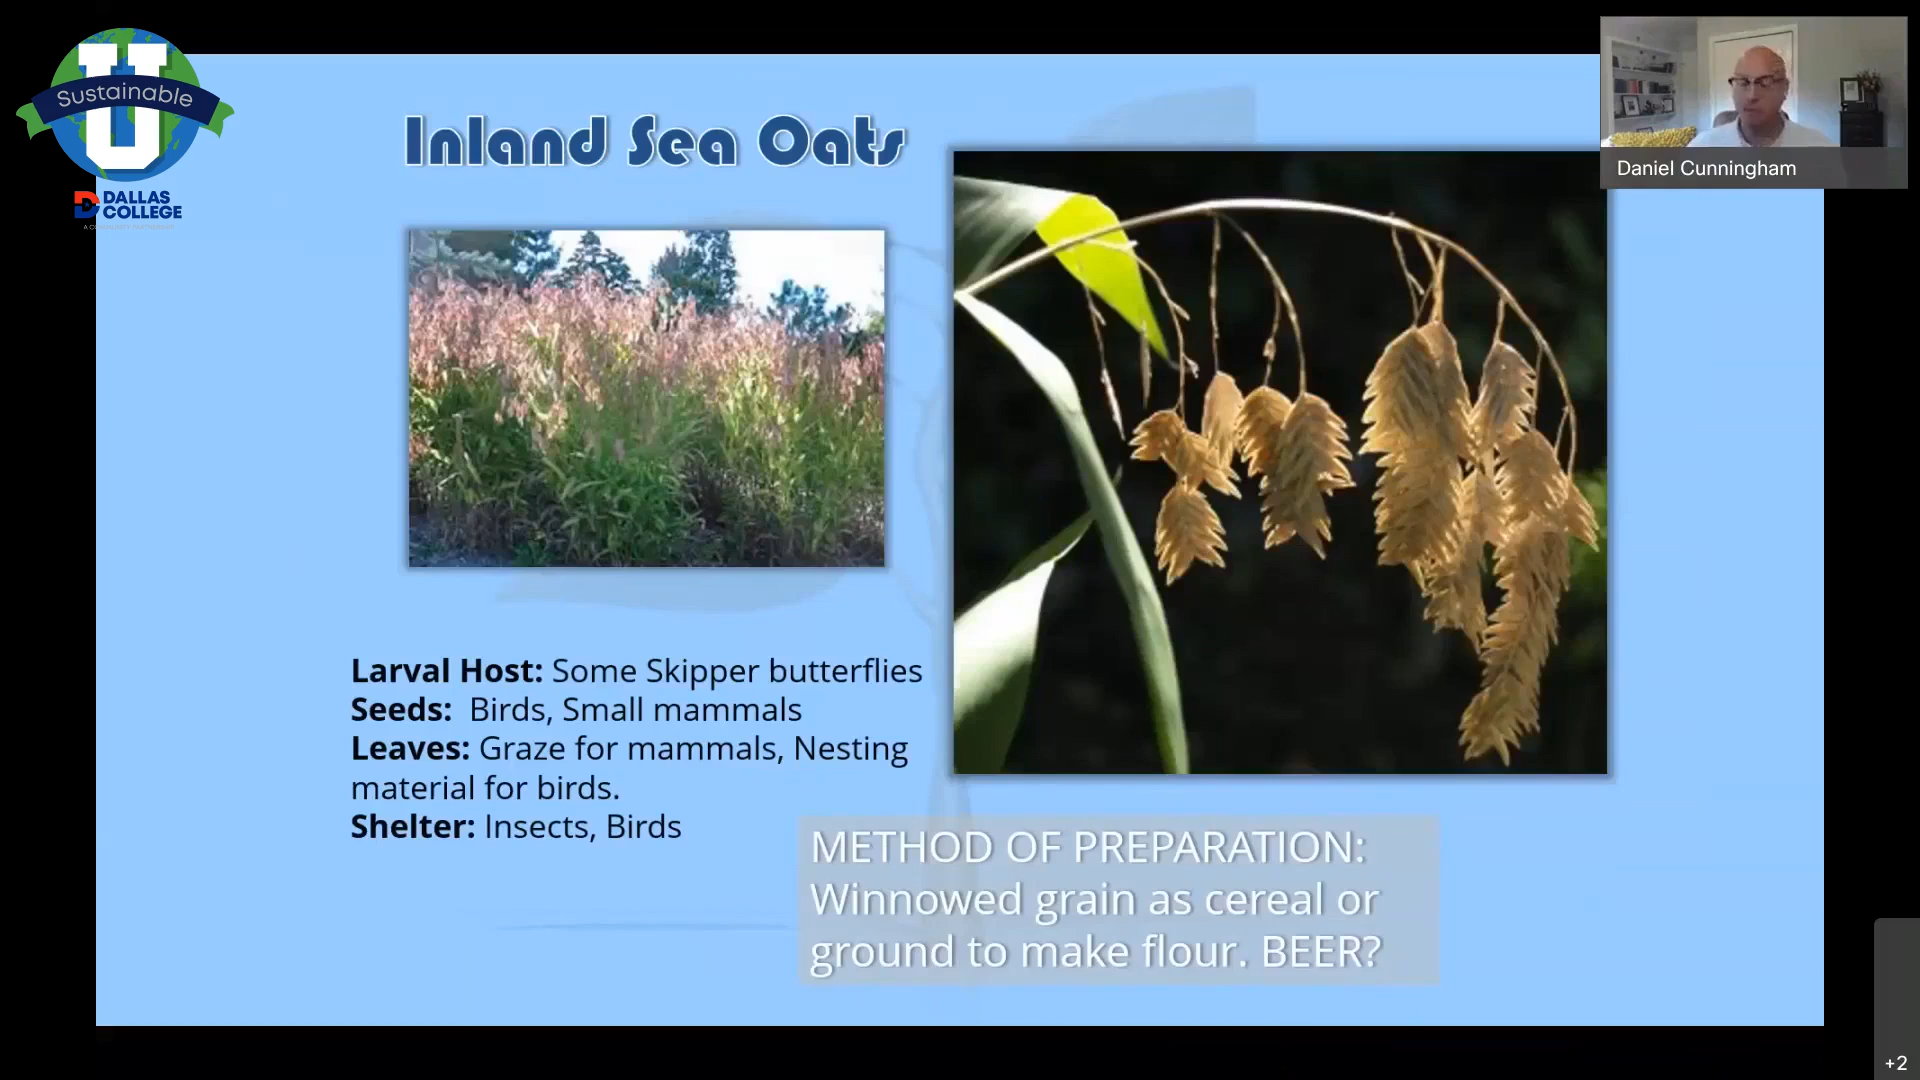 Sustainable
U
DALLAS
COLLEGE
Inland Sea Oats
Daniel Cunningham
Larval Host: Some Skipper butterflies
Seeds: Birds, Small mammals
Leaves: Graze for mammals, Nesting
material for birds.
Shelter: Insects, Birds
METHOD OF PREPARATION:
Winnowed grain as cereal or
ground to make flour. BEER?
+2